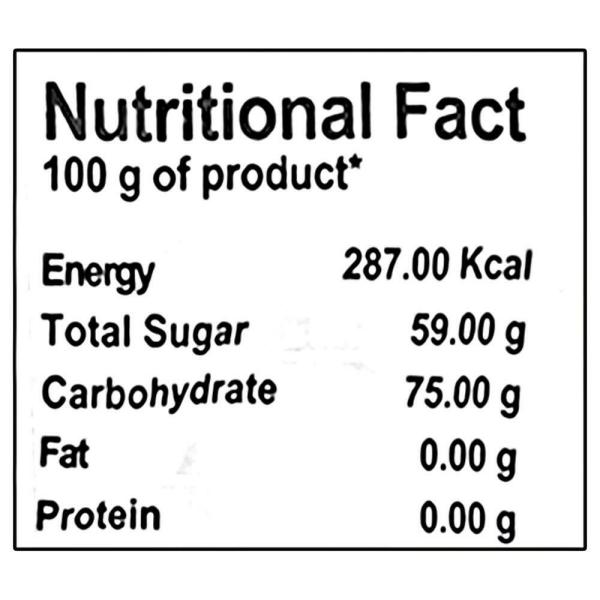 Nutritional Fact
100 g of product*
Energy 287.00 Kcal
Total Sugar 59.00 g
Carbohydrate 75.00 g
Fat 0.00 g
Protein 0.00 g